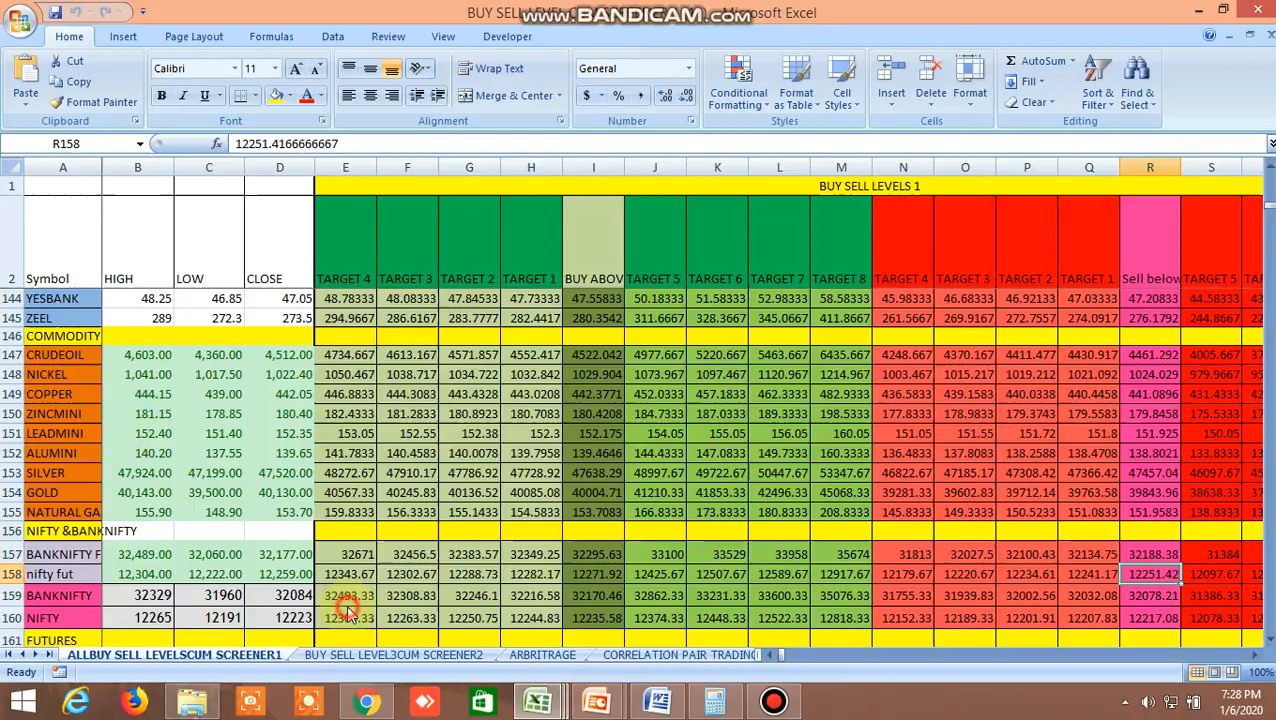 BUY SELL LEVEL
www.BANDICAM.com
Microsoft Excel
Home Insert Page Layout Formulas Data Review View Developer
Paste Cut Copy Format Painter Clipboard
Calibri 11 B I U Font
Wrap Text Merge & Center Alignment
General $ % , Number
Conditional Formatting Format as Table Cell Styles Styles
Insert Delete Format Cells
Σ AutoSum Fill Clear Sort & Filter Find & Select Editing
R158 fx 12251.4166666667
A B C D E F G H I J K L M N O P Q R S
1 BUY SELL LEVELS 1
2 Symbol HIGH LOW CLOSE TARGET 4 TARGET 3 TARGET 2 TARGET 1 BUY ABOV TARGET 5 TARGET 6 TARGET 7 TARGET 8 TARGET 4 TARGET 3 TARGET 2 TARGET 1 Sell below TARGET 5
144 YESBANK 48.25 46.85 47.05 48.78333 48.08333 47.84533 47.73333 47.55833 50.18333 51.58333 52.98333 58.58333 45.98333 46.68333 46.92133 47.03333 47.20833 44.58333
145 ZEEL 289 272.3 273.5 294.9667 286.6167 283.7777 282.4417 280.3542 311.6667 328.3667 345.0667 411.8667 261.5667 269.9167 272.7557 274.0917 276.1792 244.8667
146 COMMODITY
147 CRUDEOIL 4,603.00 4,360.00 4,512.00 4734.667 4613.167 4571.857 4552.417 4522.042 4977.667 5220.667 5463.667 6435.667 4248.667 4370.167 4411.477 4430.917 4461.292 4005.667
148 NICKEL 1,041.00 1,017.50 1,022.40 1050.467 1038.717 1034.722 1032.842 1029.904 1073.967 1097.467 1120.967 1214.967 1003.467 1015.217 1019.212 1021.092 1024.029 979.9667
149 COPPER 444.15 439.00 442.05 446.8833 444.3083 443.4328 443.0208 442.3771 452.0333 457.1833 462.3333 482.9333 436.5833 439.1583 440.0338 440.4458 441.0896 431.4333
150 ZINCMINI 181.15 178.85 180.40 182.4333 181.2833 180.8923 180.7083 180.4208 184.7333 187.0333 189.3333 198.5333 177.8333 178.9833 179.3743 179.5583 179.8458 175.5333
151 LEADMINI 152.40 151.40 152.35 153.05 152.55 152.38 152.3 152.175 154.05 155.05 156.05 160.05 151.05 151.55 151.72 151.8 151.925 150.05
152 ALUMINI 140.20 137.55 139.65 141.7833 140.4583 140.0078 139.7958 139.4646 144.4333 147.0833 149.7333 160.3333 136.4833 137.8083 138.2588 138.4708 138.8021 133.8333
153 SILVER 47,924.00 47,199.00 47,520.00 48272.67 47910.17 47786.92 47728.92 47638.29 48997.67 49722.67 50447.67 53347.67 46822.67 47185.17 47308.42 47366.42 47457.04 46097.67
154 GOLD 40,143.00 39,500.00 40,130.00 40567.33 40245.83 40136.52 40085.08 40004.71 41210.33 41853.33 42496.33 45068.33 39281.33 39602.83 39712.14 39763.58 39843.96 38638.33
155 NATURAL GA 155.90 148.90 153.70 159.8333 156.3333 155.1433 154.5833 153.7083 166.8333 173.8333 180.8333 208.8333 145.8333 149.3333 150.5233 151.0833 151.9583 138.8333
156 NIFTY &BANKNIFTY
157 BANKNIFTY F 32,489.00 32,060.00 32,177.00 32671 32456.5 32383.57 32349.25 32295.63 33100 33529 33958 35674 31813 32027.5 32100.43 32134.75 32188.38 31384
158 nifty fut 12,304.00 12,222.00 12,259.00 12343.67 12302.67 12288.73 12282.17 12271.92 12425.67 12507.67 12589.67 12917.67 12179.67 12220.67 12234.61 12241.17 12251.42 12097.67
159 BANKNIFTY 32329 31960 32084 32493.33 32308.83 32246.1 32216.58 32170.46 32862.33 33231.33 33600.33 35076.33 31755.33 31939.83 32002.56 32032.08 32078.21 31386.33
160 NIFTY 12265 12191 12223 12263.33 12250.75 12244.83 12235.58 12374.33 12448.33 12522.33 12818.33 12152.33 12189.33 12201.91 12207.83 12217.08 12078.33
161 FUTURES
ALLBUY SELL LEVELSCUM SCREENER1 BUY SELL LEVEL3CUM SCREENER2 ARBITRAGE CORRELATION PAIR TRADING
Ready 100%
7:28 PM
1/6/2020